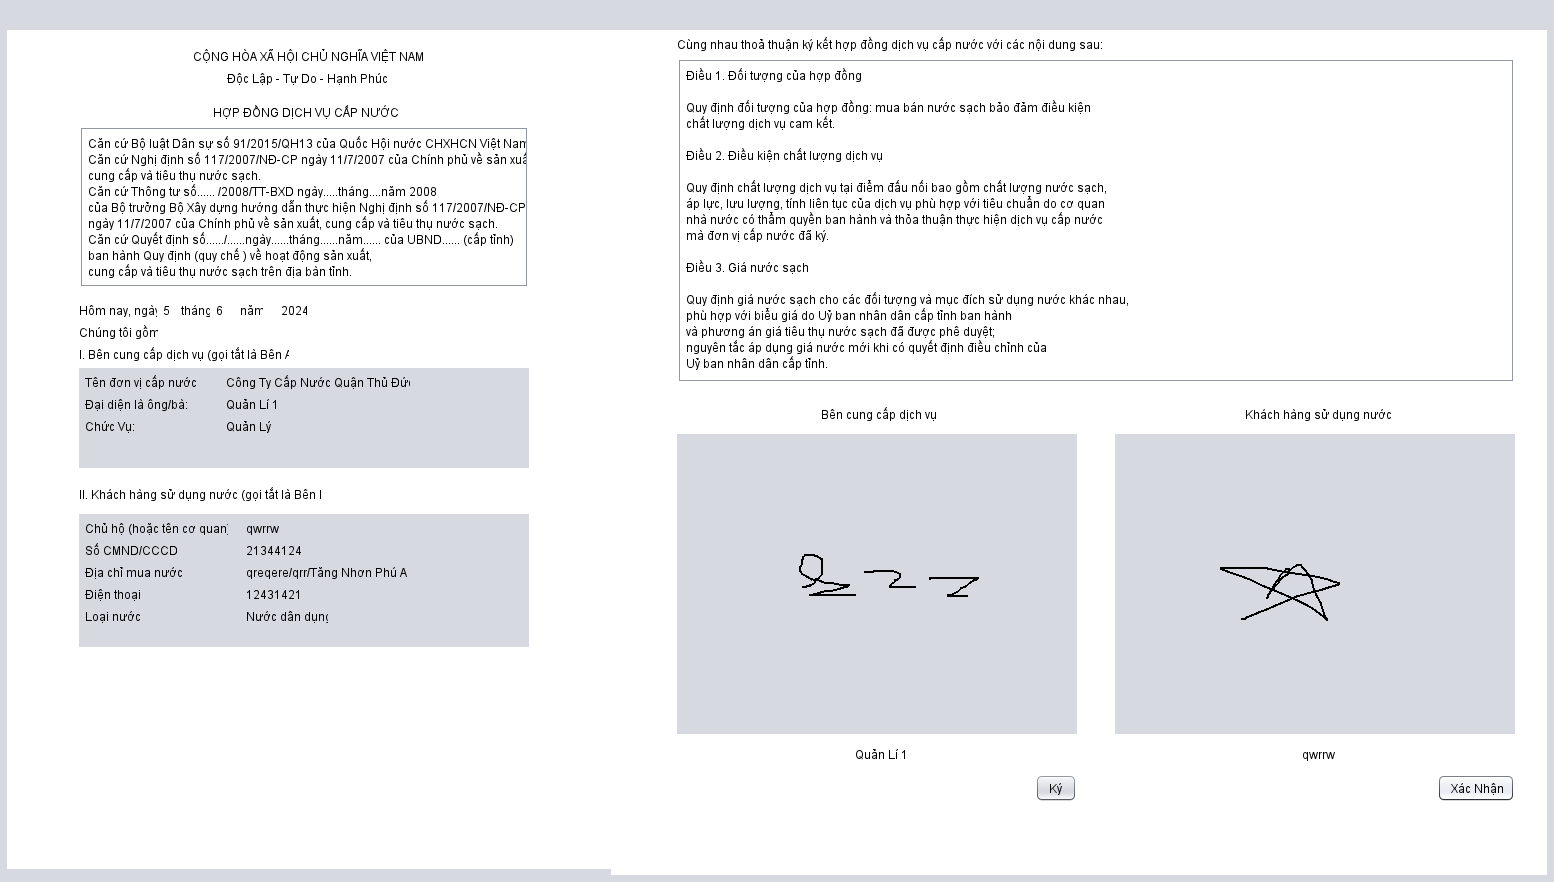 CỘNG HÒA XÃ HỘI CHỦ NGHĨA VIỆT NAM
Độc Lập - Tự Do - Hạnh Phúc
HỢP ĐỒNG DỊCH VỤ CẤP NƯỚC
Căn cứ Bộ luật Dân sự số 91/2015/QH13 của Quốc Hội nước CHXHCN Việt Nam
Căn cứ Nghị định số 117/2007/NĐ-CP ngày 11/7/2007 của Chính phủ về sản xuấ
cung cấp và tiêu thụ nước sạch.
Căn cứ Thông tư số...... /2008/TT-BXD ngày.....tháng....năm 2008
của Bộ trưởng Bộ Xây dựng hướng dẫn thực hiện Nghị định số 117/2007/NĐ-CP
ngày 11/7/2007 của Chính phủ về sản xuất, cung cấp và tiêu thụ nước sạch.
Căn cứ Quyết định số....../......ngày......tháng......năm...... của UBND...... (cấp tỉnh)
ban hành Quy định (quy chế ) về hoạt động sản xuất,
cung cấp và tiêu thụ nước sạch trên địa bàn tỉnh.
Hôm nay, ngày 5 tháng 6 năm 2024
Chúng tôi gồm
I. Bên cung cấp dịch vụ (gọi tắt là Bên A
Tên đơn vị cấp nước Công Ty Cấp Nước Quận Thủ Đức
Đại diện là ông/bà: Quản Lí 1
Chức Vụ: Quản Lý
II. Khách hàng sử dụng nước (gọi tắt là Bên
Chủ hộ (hoặc tên cơ quan) qwrrw
Số CMND/CCCD 21344124
Địa chỉ mua nước qreqere/qrr/Tăng Nhơn Phú A
Điện thoại 12431421
Loại nước Nước dân dụng
Cùng nhau thoả thuận ký kết hợp đồng dịch vụ cấp nước với các nội dung sau:
Điều 1. Đối tượng của hợp đồng
Quy định đối tượng của hợp đồng: mua bán nước sạch bảo đảm điều kiện
chất lượng dịch vụ cam kết.
Điều 2. Điều kiện chất lượng dịch vụ
Quy định chất lượng dịch vụ tại điểm đấu nối bao gồm chất lượng nước sạch,
áp lực, lưu lượng, tính liên tục của dịch vụ phù hợp với tiêu chuẩn do cơ quan
nhà nước có thẩm quyền ban hành và thỏa thuận thực hiện dịch vụ cấp nước
mà đơn vị cấp nước đã ký.
Điều 3. Giá nước sạch
Quy định giá nước sạch cho các đối tượng và mục đích sử dụng nước khác nhau,
phù hợp với biểu giá do Uỷ ban nhân dân cấp tỉnh ban hành
và phương án giá tiêu thụ nước sạch đã được phê duyệt;
nguyên tắc áp dụng giá nước mới khi có quyết định điều chỉnh của
Uỷ ban nhân dân cấp tỉnh.
Bên cung cấp dịch vụ
Khách hàng sử dụng nước
Quản Lí 1
qwrrw
Ký
Xác Nhận